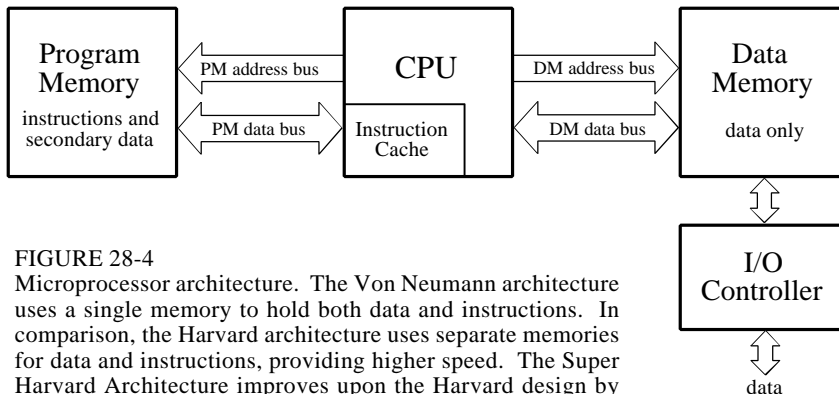 Program
Memory
instructions and
secondary data
PM address bus
PM data bus
CPU
Instruction
Cache
DM address bus
DM data bus
Data
Memory
data only
I/O
Controller
data
FIGURE 28-4
Microprocessor architecture. The Von Neumann architecture
uses a single memory to hold both data and instructions. In
comparison, the Harvard architecture uses separate memories
for data and instructions, providing higher speed. The Super
Harvard Architecture improves upon the Harvard design by